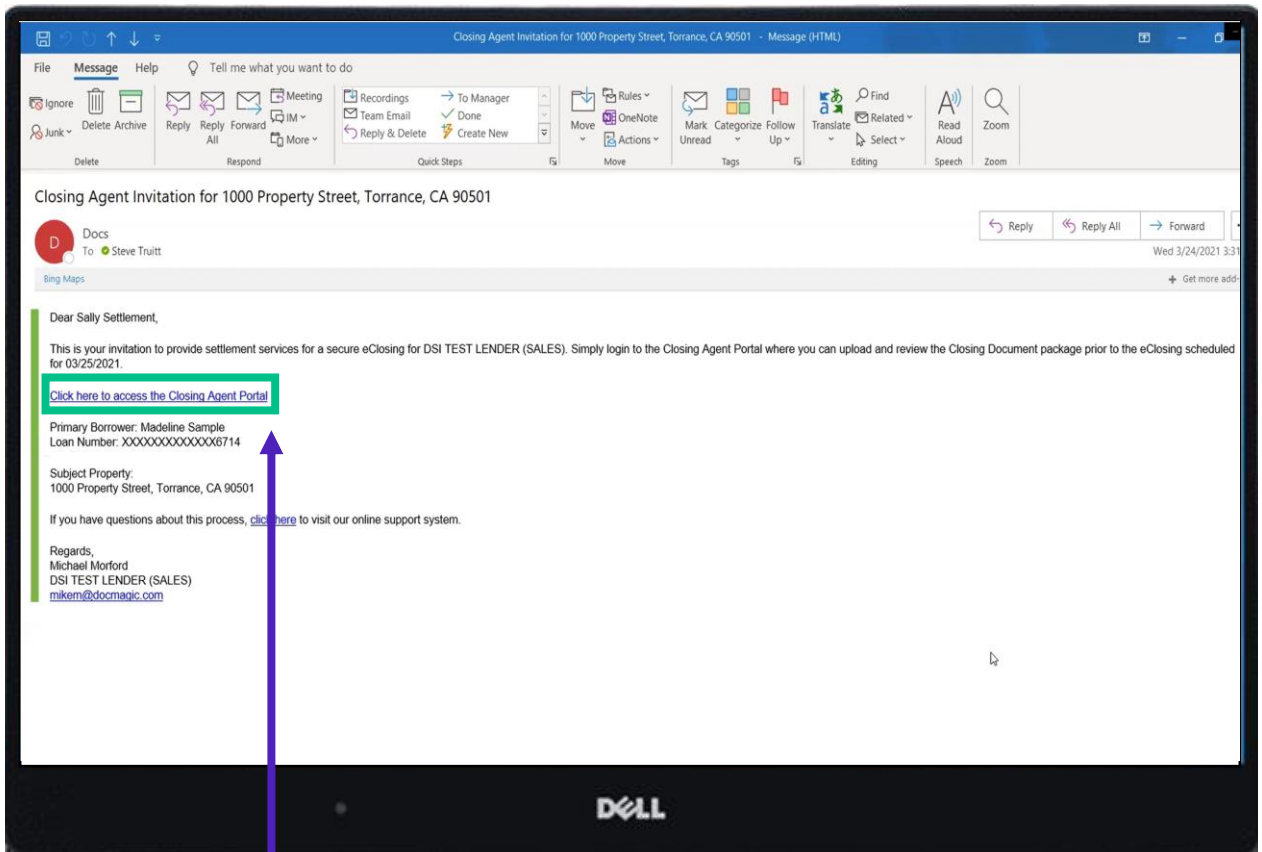 Closing Agent Invitation for 1000 Property Street, Torrance, CA 90501 - Message (HTML)
File Message Help Tell me what you want to do
Ignore
Junk
Delete Archive
Delete
Reply Reply All Forward
Meeting
IM
More
Respond
Recordings To Manager
Team Email Done
Reply & Delete Create New
Quick Steps
Move
Rules
OneNote
Actions
Move
Mark Unread Categorize Follow Up
Tags
Translate
Find
Related
Select
Editing
Read Aloud
Speech
Zoom
Zoom
Closing Agent Invitation for 1000 Property Street, Torrance, CA 90501
D
Docs
To Steve Truitt
Reply Reply All Forward
Wed 3/24/2021 3:31
Bing Maps + Get more add-
Dear Sally Settlement,
This is your invitation to provide settlement services for a secure eClosing for DSI TEST LENDER (SALES). Simply login to the Closing Agent Portal where you can upload and review the Closing Document package prior to the eClosing scheduled
for 03/25/2021.
Click here to access the Closing Agent Portal
Primary Borrower: Madeline Sample
Loan Number: XXXXXXXXXXXXX6714
Subject Property:
1000 Property Street, Torrance, CA 90501
If you have questions about this process, click here to visit our online support system.
Regards,
Michael Morford
DSI TEST LENDER (SALES)
mikem@docmagic.com
DELL